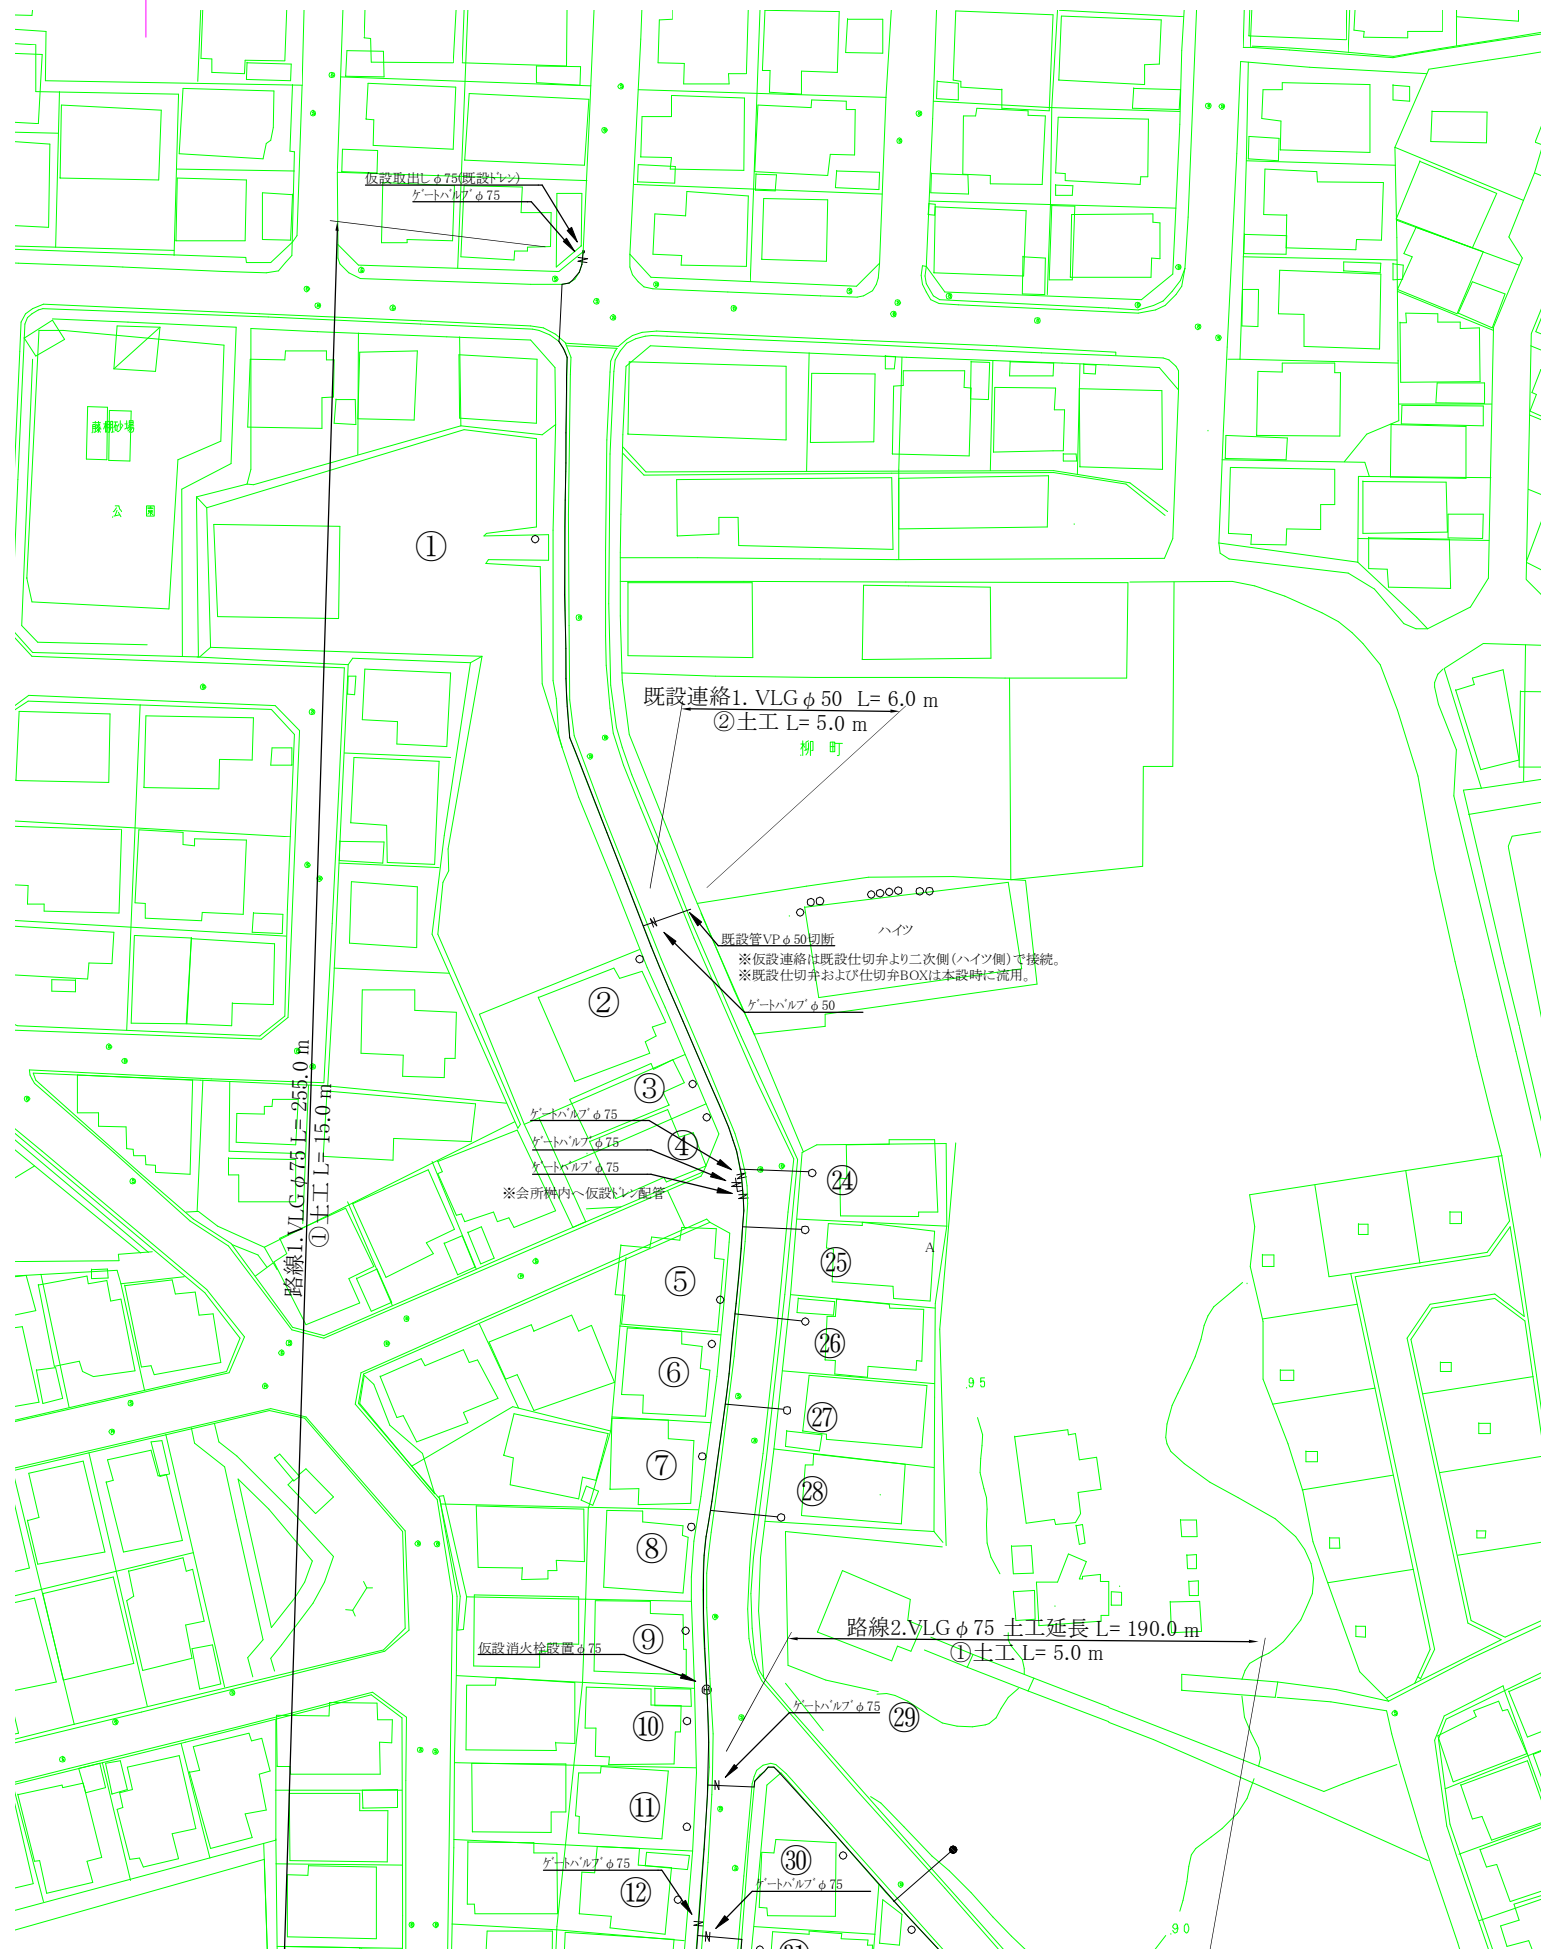 仮設取出しφ75(既設ドレン)
ゲートバルブφ75
公園
①
既設連絡1. VLGφ50 L= 6.0 m
②土工 L= 5.0 m
柳町
ハイツ
既設管VPφ50切断
※仮設連絡は既設仕切弁より二次側(ハイツ側)で接続。
※既設仕切弁および仕切弁BOXは本設時に流用。
ゲートバルブφ50
②
路線1. VLGφ75 L= 255.0 m
①土工 L= 15.0 m
③
ゲートバルブφ75
④
ゲートバルブφ75
ゲートバルブφ75
※会所桝内へ仮設ドレン配管
㉔
A
㉕
⑤
㉖
⑥
95
㉗
⑦
㉘
⑧
路線2.VLGφ75 土工延長 L= 190.0 m
①土工 L= 5.0 m
⑨
仮設消火栓設置φ75
ゲートバルブφ75
㉙
⑩
⑪
㉚
ゲートバルブφ75
ゲートバルブφ75
⑫
90
㉛